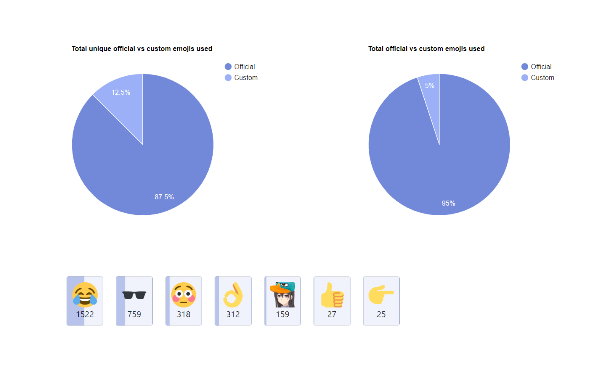 Total unique official vs custom emojis used
Official
Custom
12.5%
87.5%
Total official vs custom emojis used
Official
Custom
5%
95%
1522
759
318
312
159
27
25